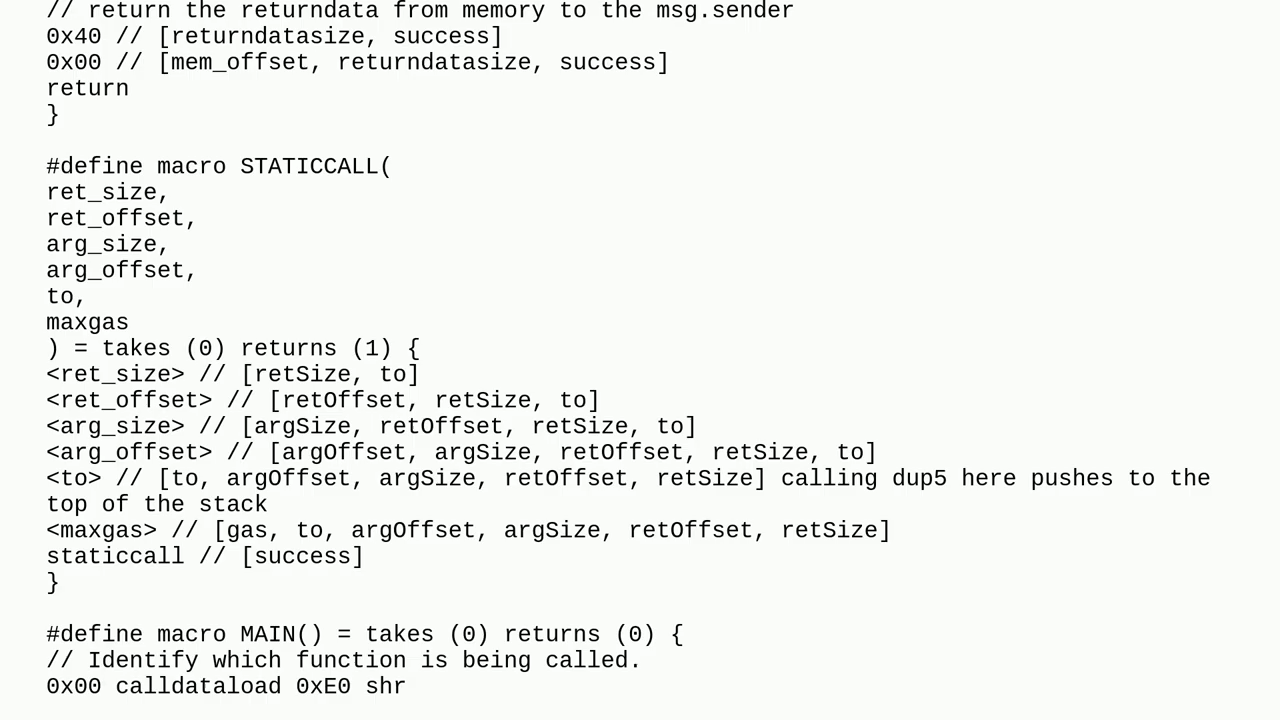 // return the returndata from memory to the msg.sender
0x40 // [returndatasize, success]
0x00 // [mem_offset, returndatasize, success]
return
}
#define macro STATICCALL(
ret_size,
ret_offset,
arg_size,
arg_offset,
to,
maxgas
) = takes (0) returns (1) {
<ret_size> // [retSize, to]
<ret_offset> // [retOffset, retSize, to]
<arg_size> // [argSize, retOffset, retSize, to]
<arg_offset> // [argOffset, argSize, retOffset, retSize, to]
<to> // [to, argOffset, argSize, retOffset, retSize] calling dup5 here pushes to the
top of the stack
<maxgas> // [gas, to, argOffset, argSize, retOffset, retSize]
staticcall // [success]
}
#define macro MAIN() = takes (0) returns (0) {
// Identify which function is being called.
0x00 calldataload 0xE0 shr